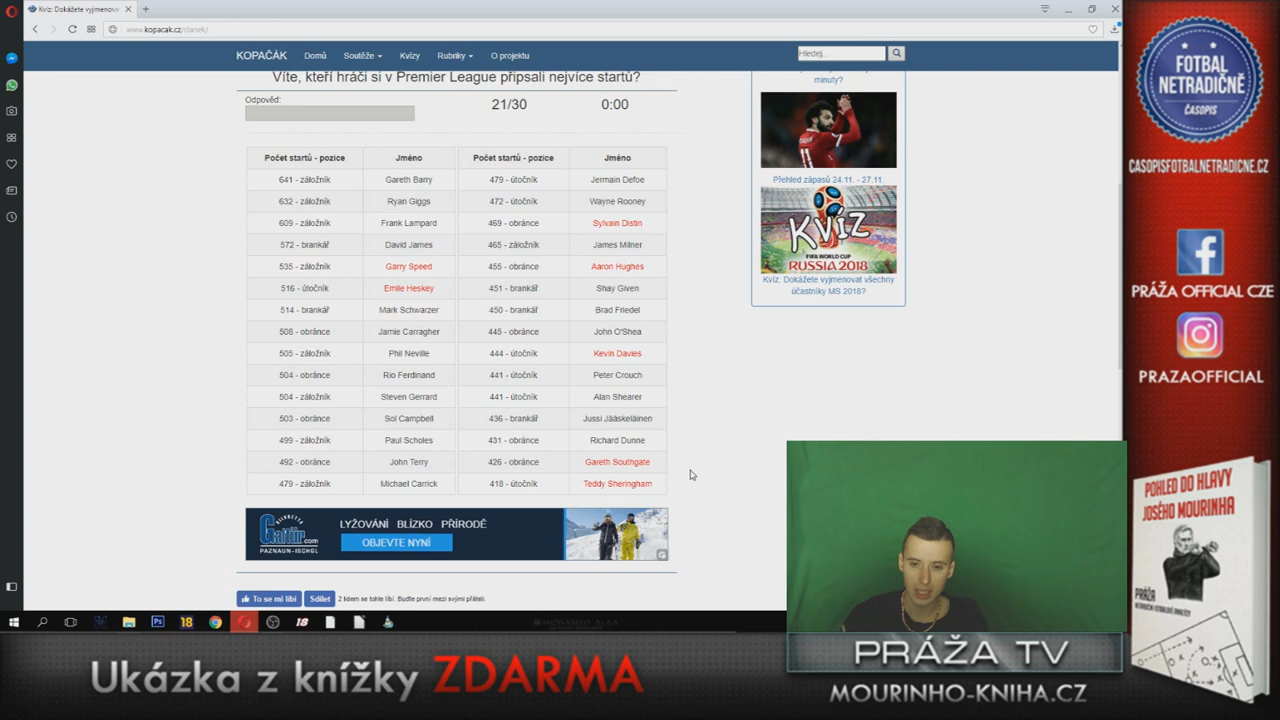 Kvíz: Dokážete vyjmenova
www.kopacak.cz/clanek/
KOPAČÁK Domů Soutěže Kvízy Rubriky O projektu
Hledej...
Víte, kteří hráči si v Premier League připsali nejvíce startů?
Odpověď:
21/30
0:00
Počet startů - pozice Jméno Počet startů - pozice Jméno
641 - záložník Gareth Barry 479 - útočník Jermain Defoe
632 - záložník Ryan Giggs 472 - útočník Wayne Rooney
609 - záložník Frank Lampard 469 - obránce Sylvain Distin
572 - brankář David James 465 - záložník James Milner
535 - záložník Garry Speed 455 - obránce Aaron Hughes
516 - útočník Emile Heskey 451 - brankář Shay Given
514 - brankář Mark Schwarzer 450 - brankář Brad Friedel
508 - obránce Jamie Carragher 445 - obránce John O'Shea
505 - záložník Phil Neville 444 - útočník Kevin Davies
504 - obránce Rio Ferdinand 441 - útočník Peter Crouch
504 - záložník Steven Gerrard 441 - útočník Alan Shearer
503 - obránce Sol Campbell 436 - brankář Jussi Jääskeläinen
499 - záložník Paul Scholes 431 - obránce Richard Dunne
492 - obránce John Terry 426 - obránce Gareth Southgate
479 - záložník Michael Carrick 418 - útočník Teddy Sheringham
Galtür.com
PAZNAUN-ISCHGL
LYŽOVÁNÍ BLÍZKO PŘÍRODĚ
OBJEVTE NYNÍ
To se mi líbí
Sdílet
2 lidem se tohle líbí. Buďte první mezi svými přáteli.
minuty?
11
Přehled zápasů 24.11. - 27.11.
KVÍZ
FIFA WORLD CUP
RUSSIA 2018
Kvíz: Dokážete vyjmenovat všechny
účastníky MS 2018?
FOTBAL
NETRADIČNĚ
ČASOPIS
CASOPISFOTBALNETRADICNE.CZ
PRÁŽA OFFICIAL CZE
PRAZAOFFICIAL
POHLED DO HLAVY
JOSÉHO MOURINHA
PRÁŽA
18
18
Ukázka z knížky ZDARMA
PRÁŽA TV
MOURINHO-KNIHA.CZ